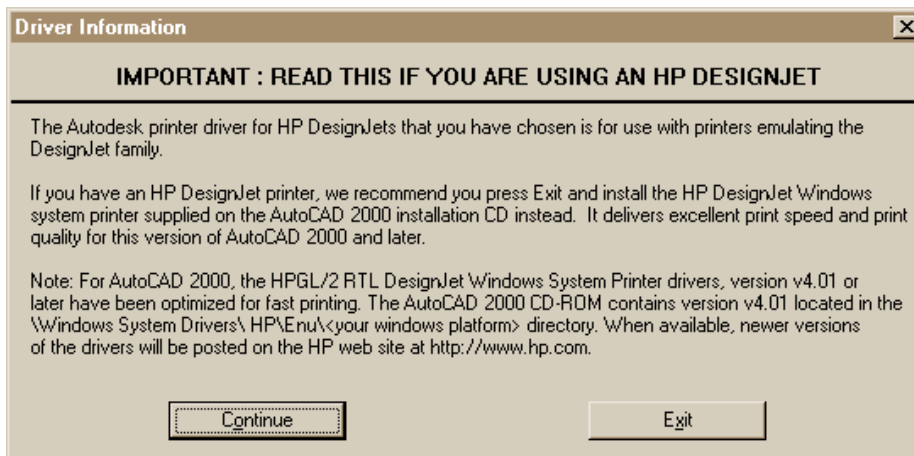 Driver Information
IMPORTANT : READ THIS IF YOU ARE USING AN HP DESIGNJET
The Autodesk printer driver for HP DesignJets that you have chosen is for use with printers emulating the
DesignJet family.
If you have an HP DesignJet printer, we recommend you press Exit and install the HP DesignJet Windows
system printer supplied on the AutoCAD 2000 installation CD instead.  It delivers excellent print speed and print
quality for this version of AutoCAD 2000 and later.
Note: For AutoCAD 2000, the HPGL/2 RTL DesignJet Windows System Printer drivers, version v4.01 or
later have been optimized for fast printing. The AutoCAD 2000 CD-ROM contains version v4.01 located in the
\Windows System Drivers\ HP\Enu\<your windows platform> directory. When available, newer versions
of the drivers will be posted on the HP web site at http://www.hp.com.
Continue
Exit